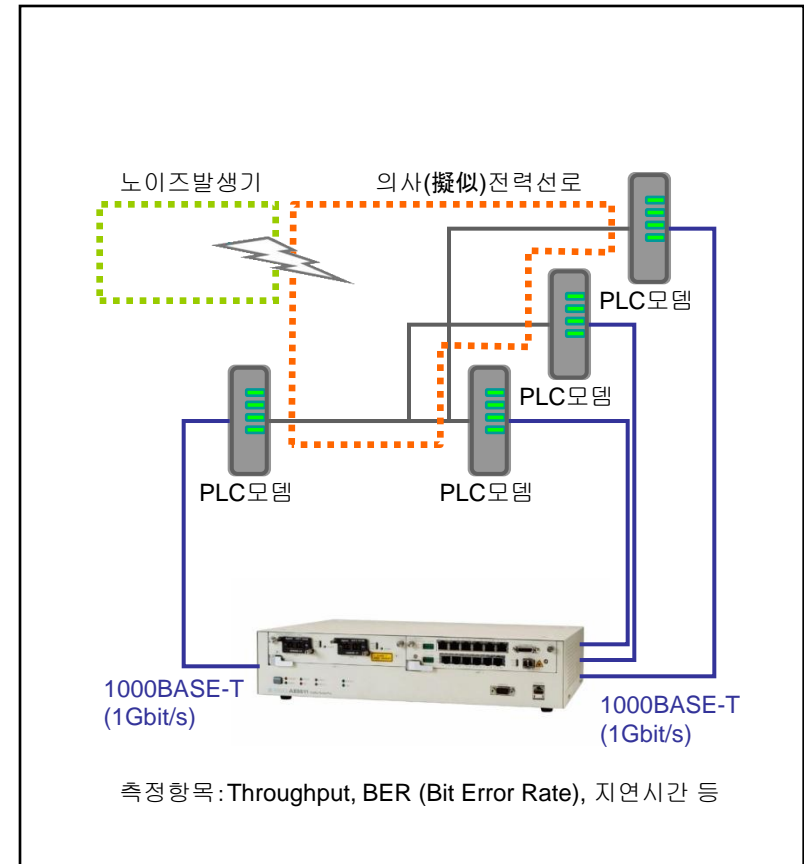 노이즈발생기
의사(擬似)전력선로
PLC모뎀
PLC모뎀
PLC모뎀
PLC모뎀
1000BASE-T
(1Gbit/s)
1000BASE-T
(1Gbit/s)
측정항목:Throughput, BER (Bit Error Rate), 지연시간 등